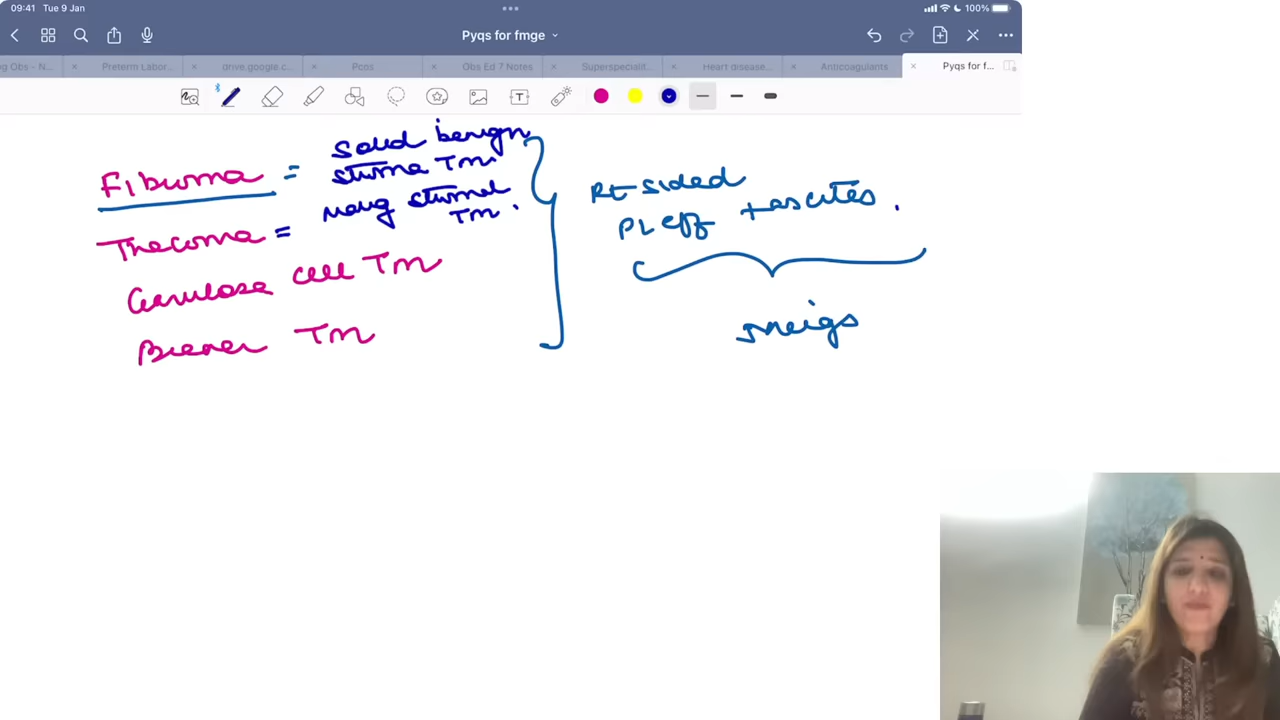 09:41 Tue 9 Jan
100%
Pyqs for fmge
og Obs - N...
Preterm Labor...
drive.google.c...
Pcos
Obs Ed 7 Notes
Superspecialit...
Heart disease...
Anticoagulants
Pyqs for f...
Fibroma = Solid benign
stroma Tm
Thecoma = stromal
Tm.
Granulosa cell Tm
Brenner Tm
Rt sided
Pl eff + ascites.
Meigs